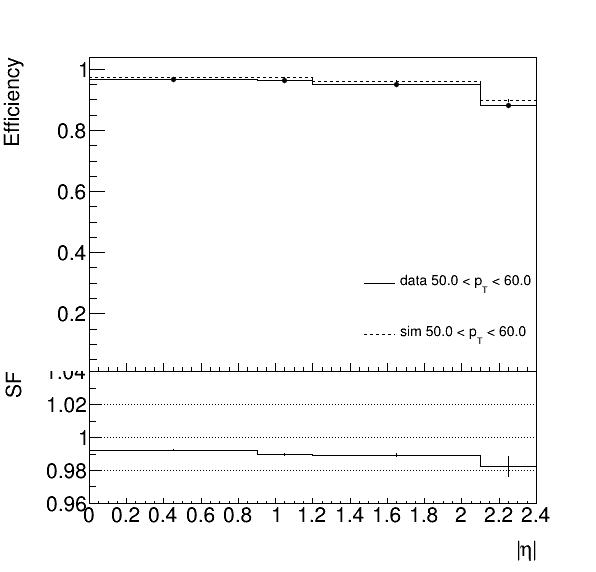 Efficiency
1
0.8
0.6
0.4
0.2
data 50.0 < p_T < 60.0
sim 50.0 < p_T < 60.0
SF
1.04
1.02
1
0.98
0.96
0 0.2 0.4 0.6 0.8 1 1.2 1.4 1.6 1.8 2 2.2 2.4
|η|